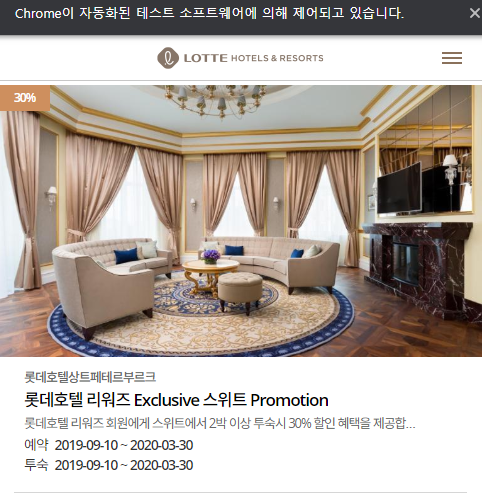 Chrome이 자동화된 테스트 소프트웨어에 의해 제어되고 있습니다.
LOTTE HOTELS & RESORTS
30%
롯데호텔상트페테르부르크
롯데호텔 리워즈 Exclusive 스위트 Promotion
롯데호텔 리워즈 회원에게 스위트에서 2박 이상 투숙시 30% 할인 혜택을 제공합...
예약 2019-09-10 ~ 2020-03-30
투숙 2019-09-10 ~ 2020-03-30